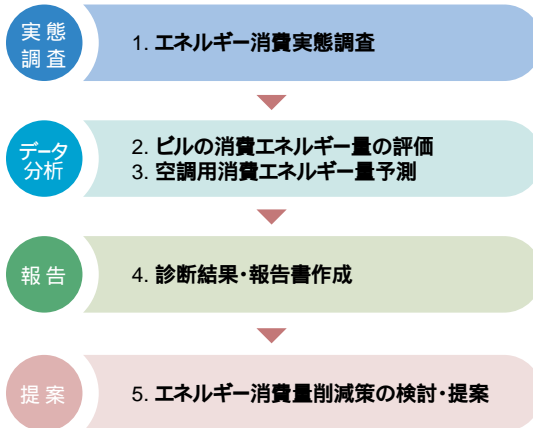 実態
調査
1. エネルギー消費実態調査
データ
分析
2. ビルの消費エネルギー量の評価
3. 空調用消費エネルギー量予測
報告
4. 診断結果・報告書作成
提案
5. エネルギー消費量削減策の検討・提案